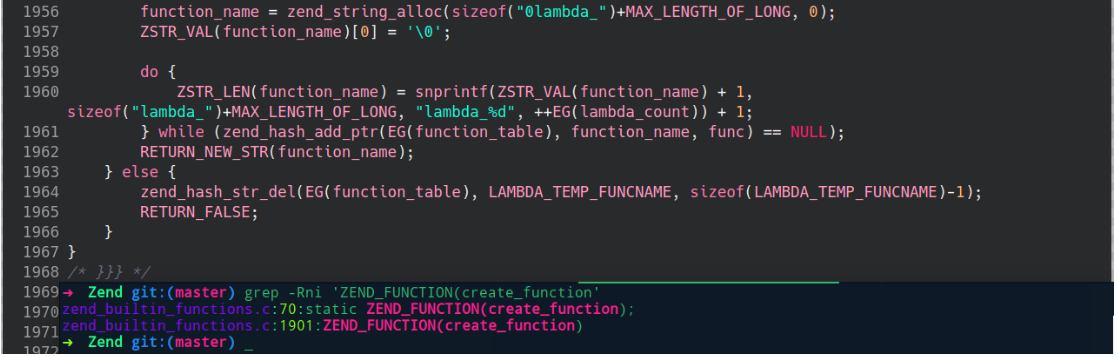 1956 function_name = zend_string_alloc(sizeof("0lambda_")+MAX_LENGTH_OF_LONG, 0);
1957 ZSTR_VAL(function_name)[0] = '\0';
1958
1959 do {
1960 ZSTR_LEN(function_name) = snprintf(ZSTR_VAL(function_name) + 1,
sizeof("lambda_")+MAX_LENGTH_OF_LONG, "lambda_%d", ++EG(lambda_count)) + 1;
1961 } while (zend_hash_add_ptr(EG(function_table), function_name, func) == NULL);
1962 RETURN_NEW_STR(function_name);
1963 } else {
1964 zend_hash_str_del(EG(function_table), LAMBDA_TEMP_FUNCNAME, sizeof(LAMBDA_TEMP_FUNCNAME)-1);
1965 RETURN_FALSE;
1966 }
1967 }
1968 /* }}} */
1969 → Zend git:(master) grep -Rni 'ZEND_FUNCTION(create_function'
1970 zend_builtin_functions.c:70:static ZEND_FUNCTION(create_function);
1971 zend_builtin_functions.c:1901:ZEND_FUNCTION(create_function)
1972 → Zend git:(master) _